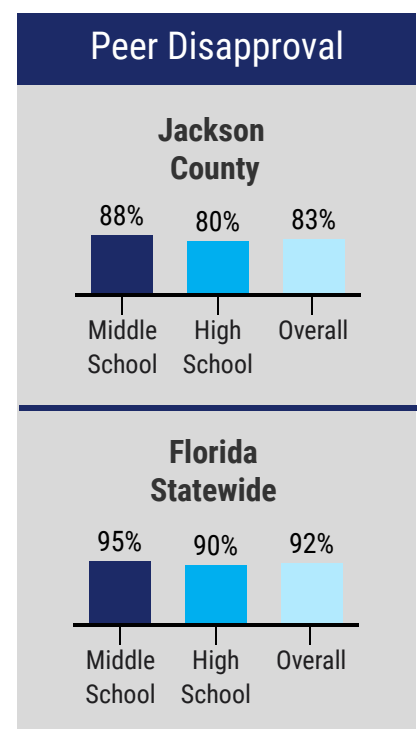 Peer Disapproval
Jackson
County
88% 80% 83%
Middle High Overall
School School
Florida
Statewide
95% 90% 92%
Middle High Overall
School School